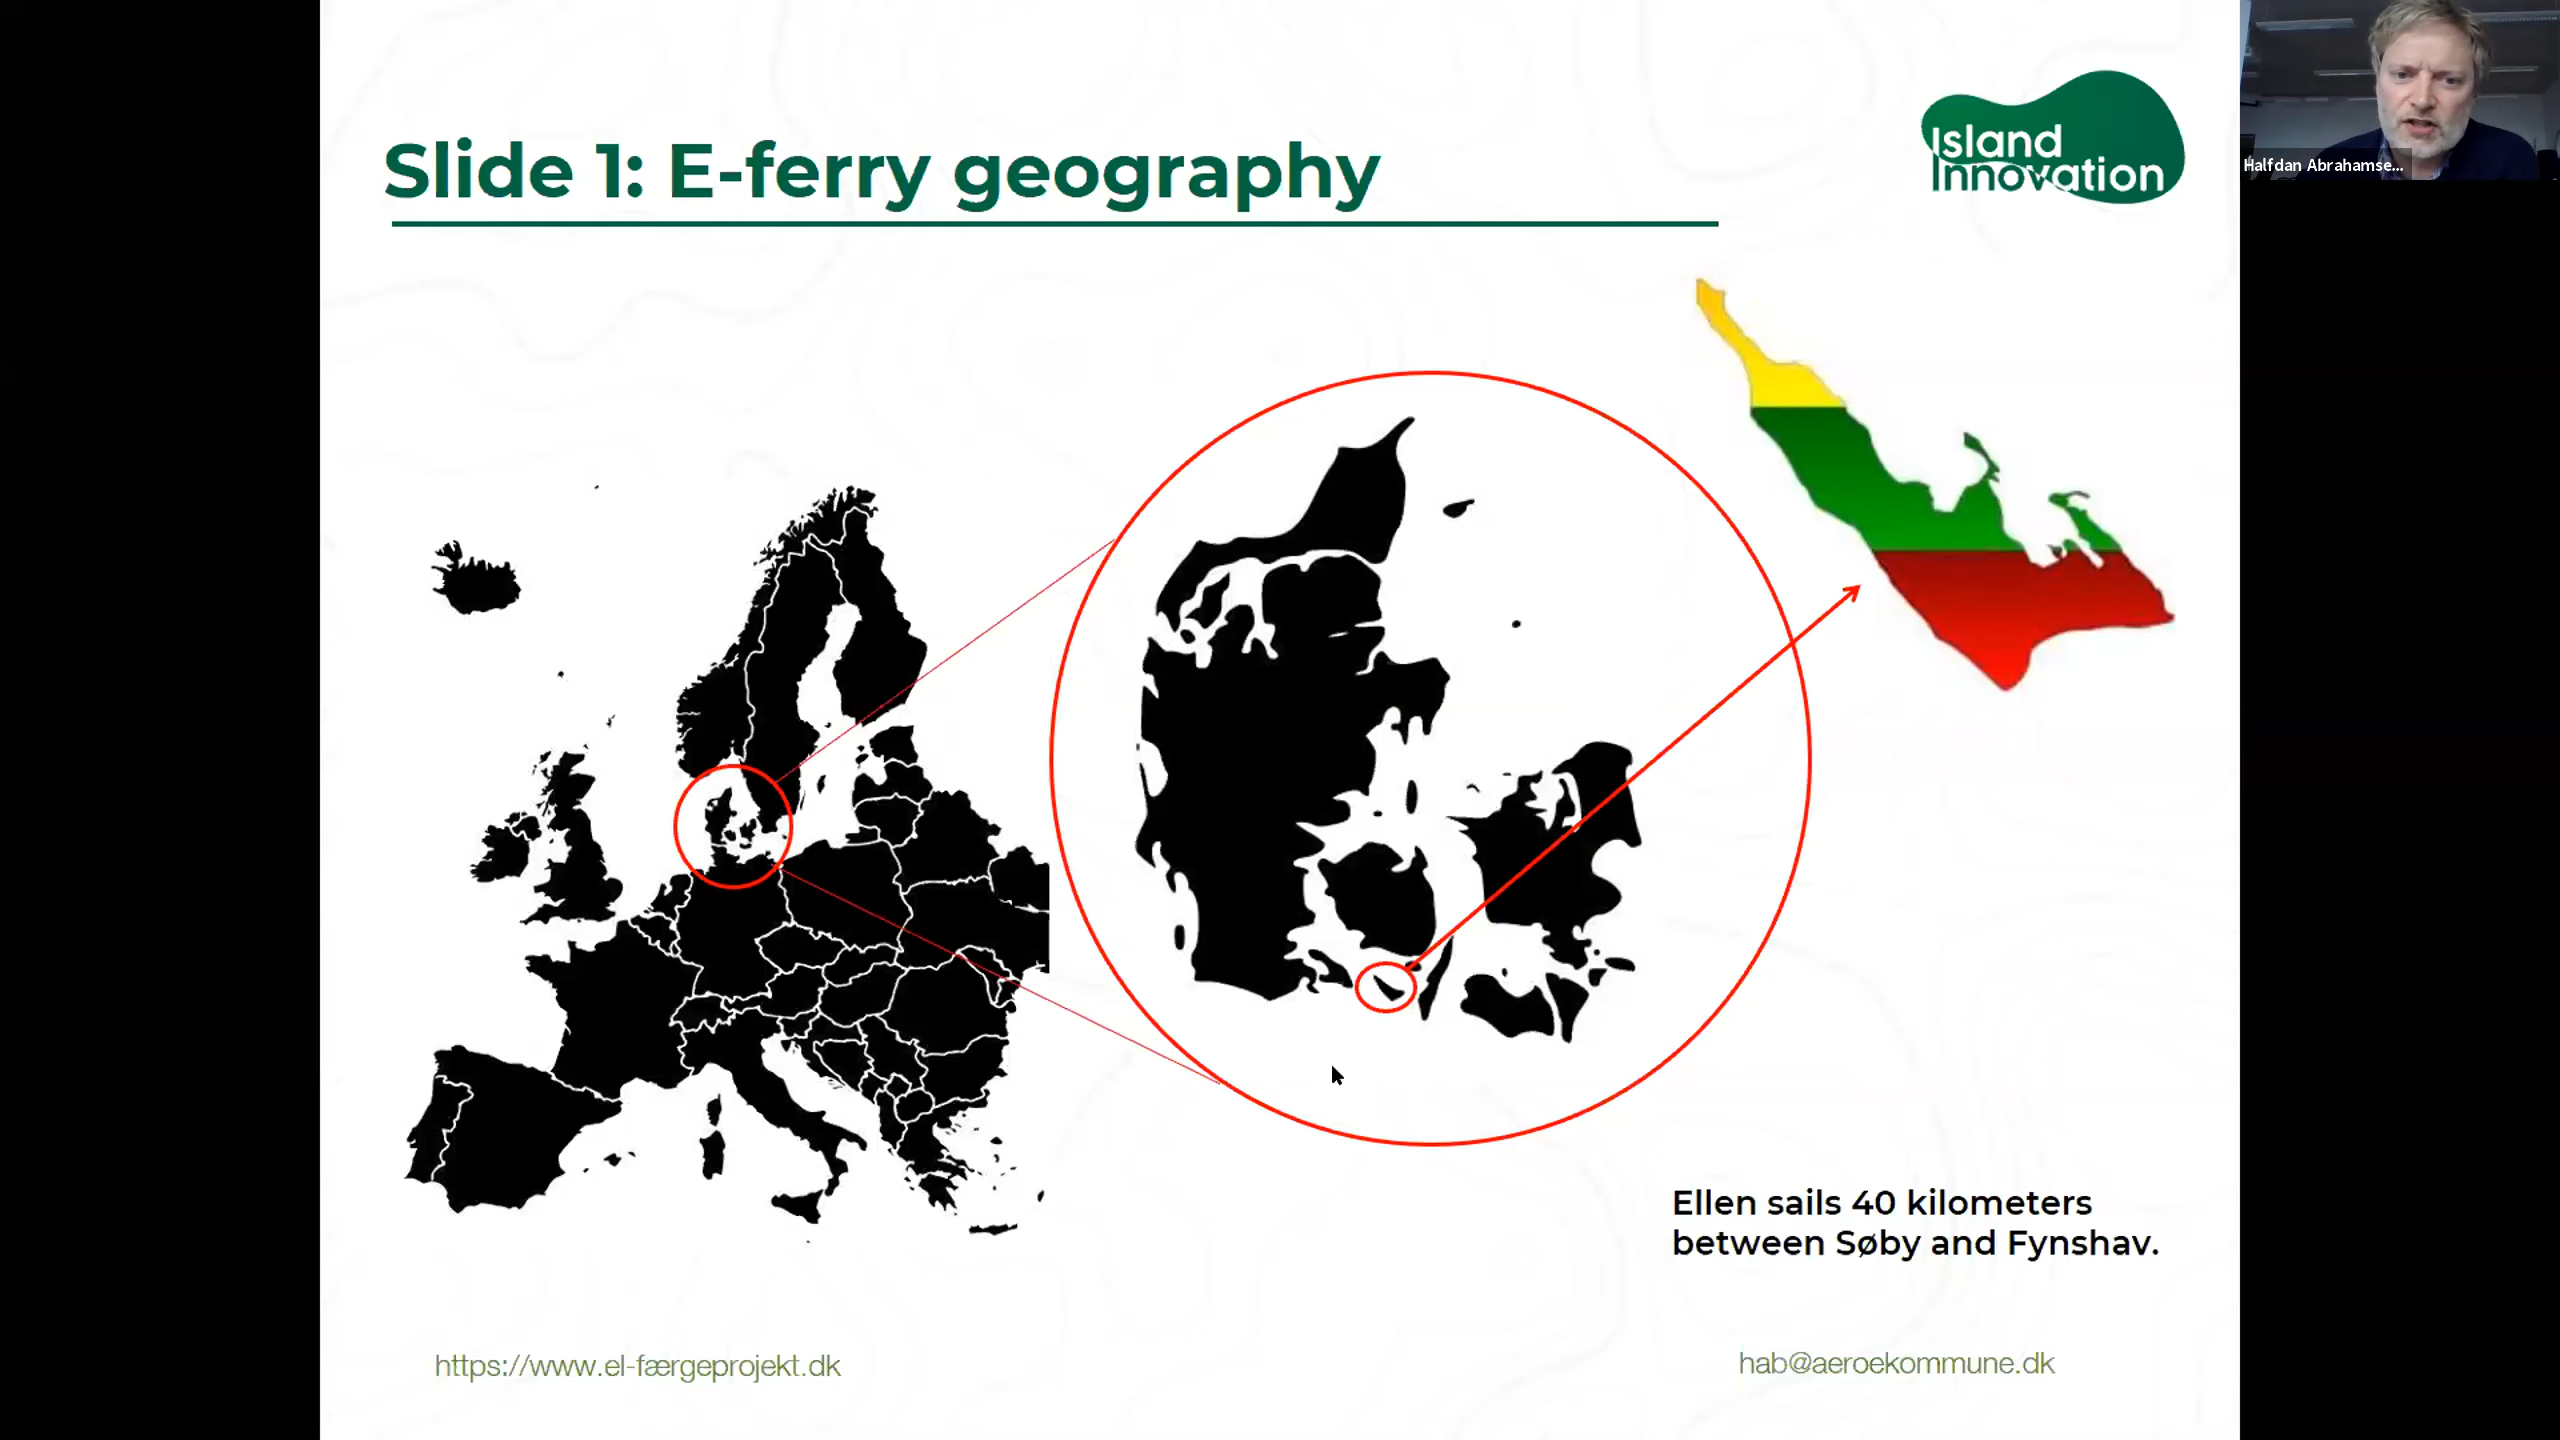 Slide 1: E-ferry geography
Island
Innovation
Halfdan Abrahamse...
Ellen sails 40 kilometers
between Søby and Fynshav.
https://www.el-færgeprojekt.dk
hab@aeroekommune.dk